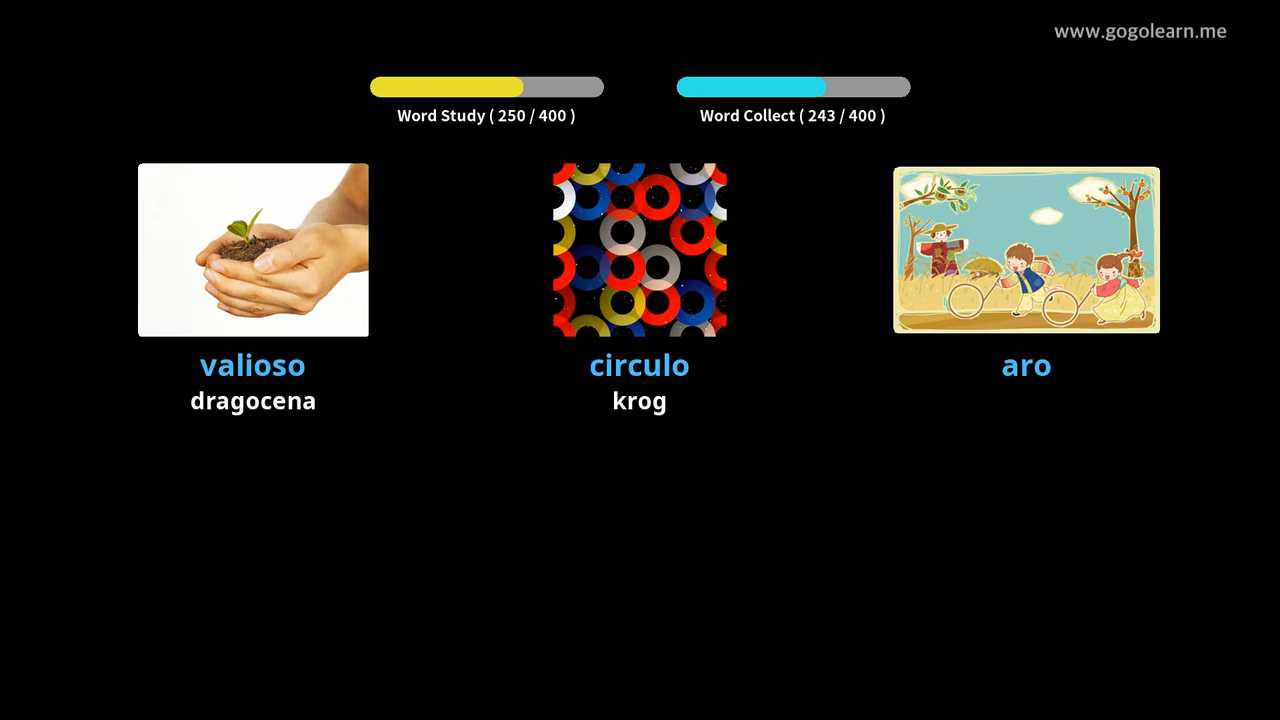 www.gogolearn.me
Word Study ( 250 / 400 )
Word Collect ( 243 / 400 )
valioso
circulo
aro
dragocena
krog